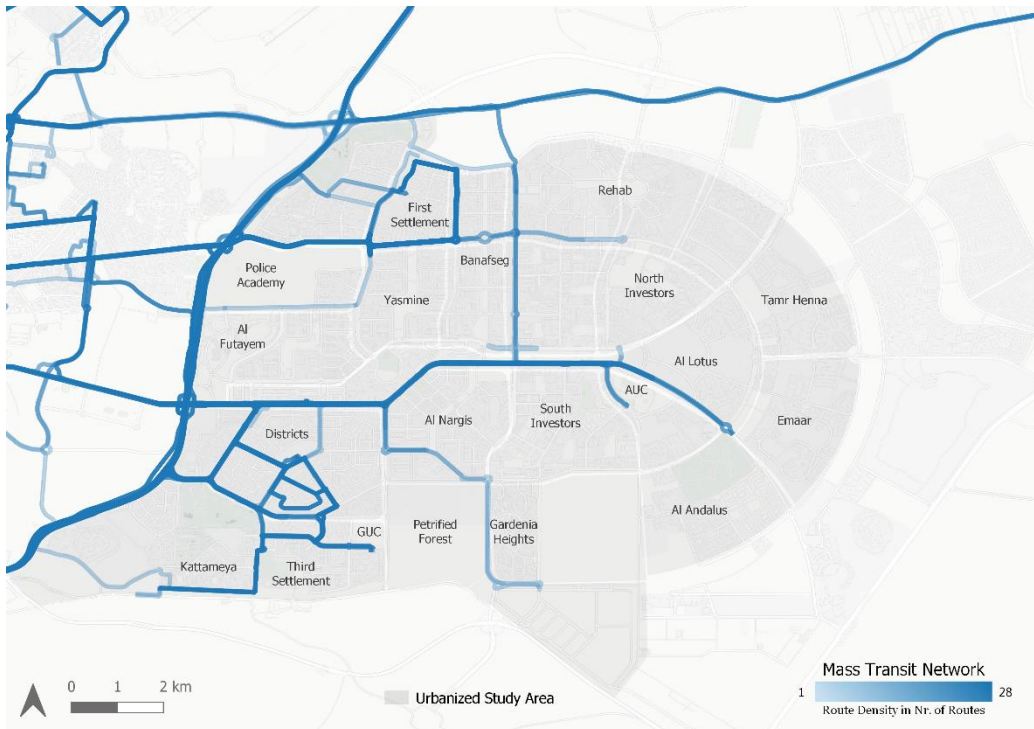 Rehab
First
Settlement
Banafseg
Police
Academy
North
Investors
Yasmine
Tamr Henna
Al
Futayem
Al Lotus
AUC
Al Nargis
South
Investors
Emaar
Districts
Al Andalus
GUC
Petrified
Forest
Gardenia
Heights
Kattameya
Third
Settlement
0 1 2 km
Urbanized Study Area
Mass Transit Network
1 28
Route Density in Nr. of Routes